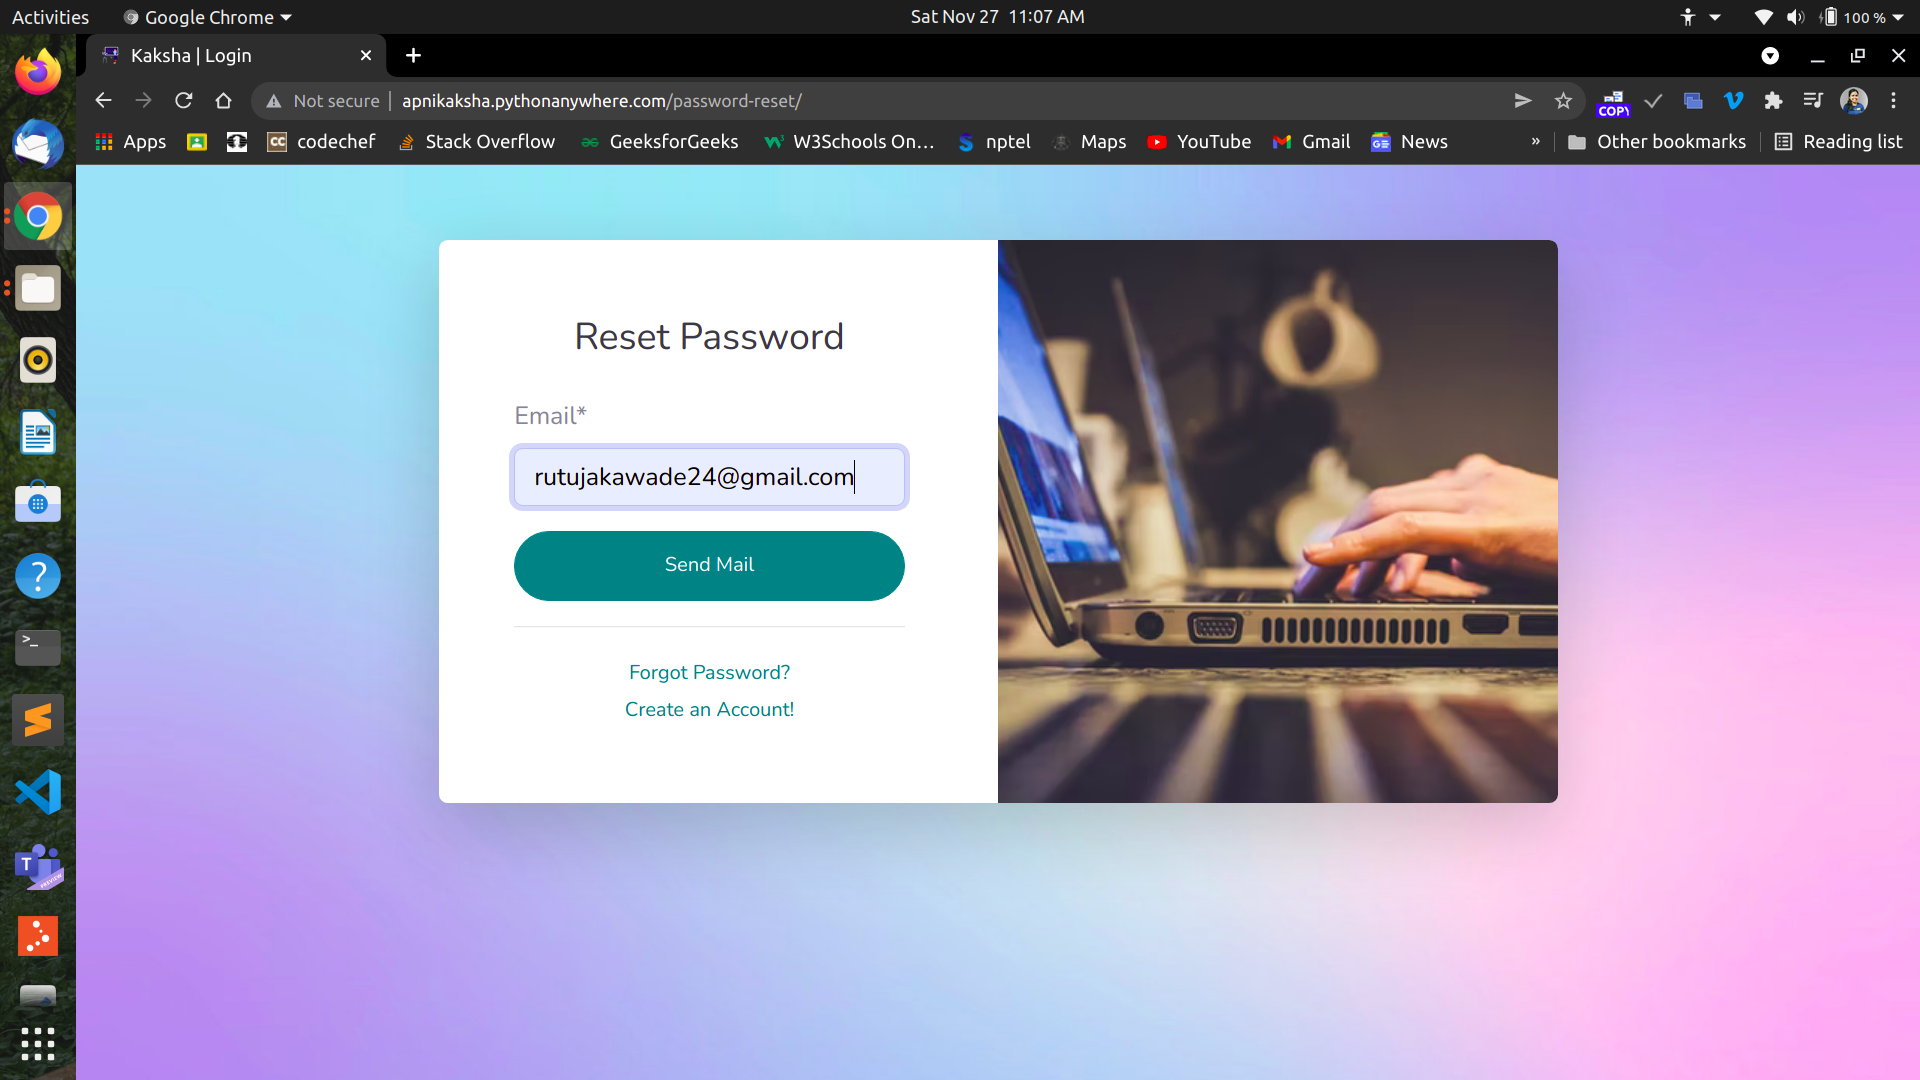 Activities Google Chrome Sat Nov 27 11:07 AM 100 %
Kaksha | Login
Not secure apnikaksha.pythonanywhere.com/password-reset/ COPY
Apps codechef Stack Overflow GeeksforGeeks W3Schools On... nptel Maps YouTube Gmail News » Other bookmarks Reading list
Reset Password
Email*
rutujakawade24@gmail.com
Send Mail
Forgot Password?
Create an Account!